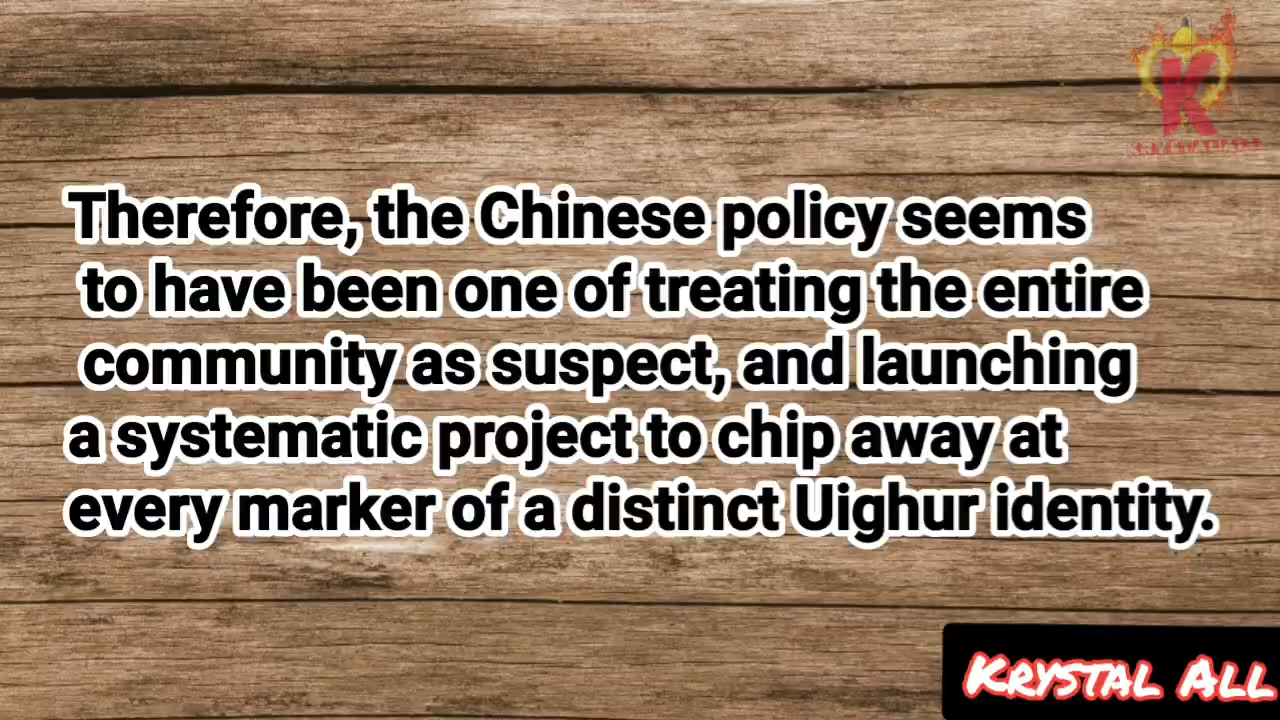 K
Therefore, the Chinese policy seems
to have been one of treating the entire
community as suspect, and launching
a systematic project to chip away at
every marker of a distinct Uighur identity.
Krystal All